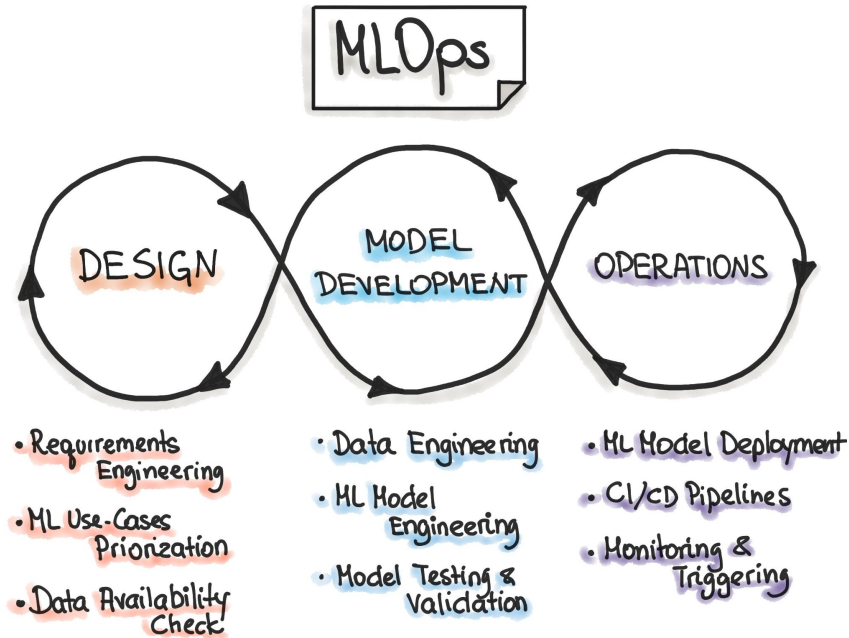 MLOps
DESIGN
MODEL
DEVELOPMENT
OPERATIONS
• Requirements
Engineering
• ML Use-Cases
Priorization
• Data Availability
Check
• Data Engineering
• ML Model
Engineering
• Model Testing &
Validation
• ML Model Deployment
• CI/CD Pipelines
• Monitoring &
Triggering